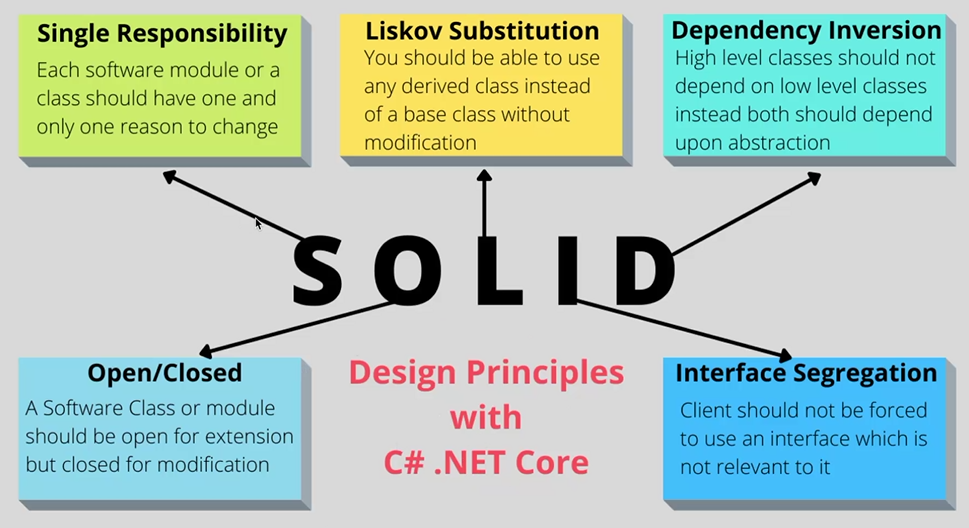 Single Responsibility
Each software module or a
class should have one and
only one reason to change
Liskov Substitution
You should be able to use
any derived class instead
of a base class without
modification
Dependency Inversion
High level classes should not
depend on low level classes
instead both should depend
upon abstraction
SOLID
Open/Closed
A Software Class or module
should be open for extension
but closed for modification
Design Principles
with
C# .NET Core
Interface Segregation
Client should not be forced
to use an interface which is
not relevant to it